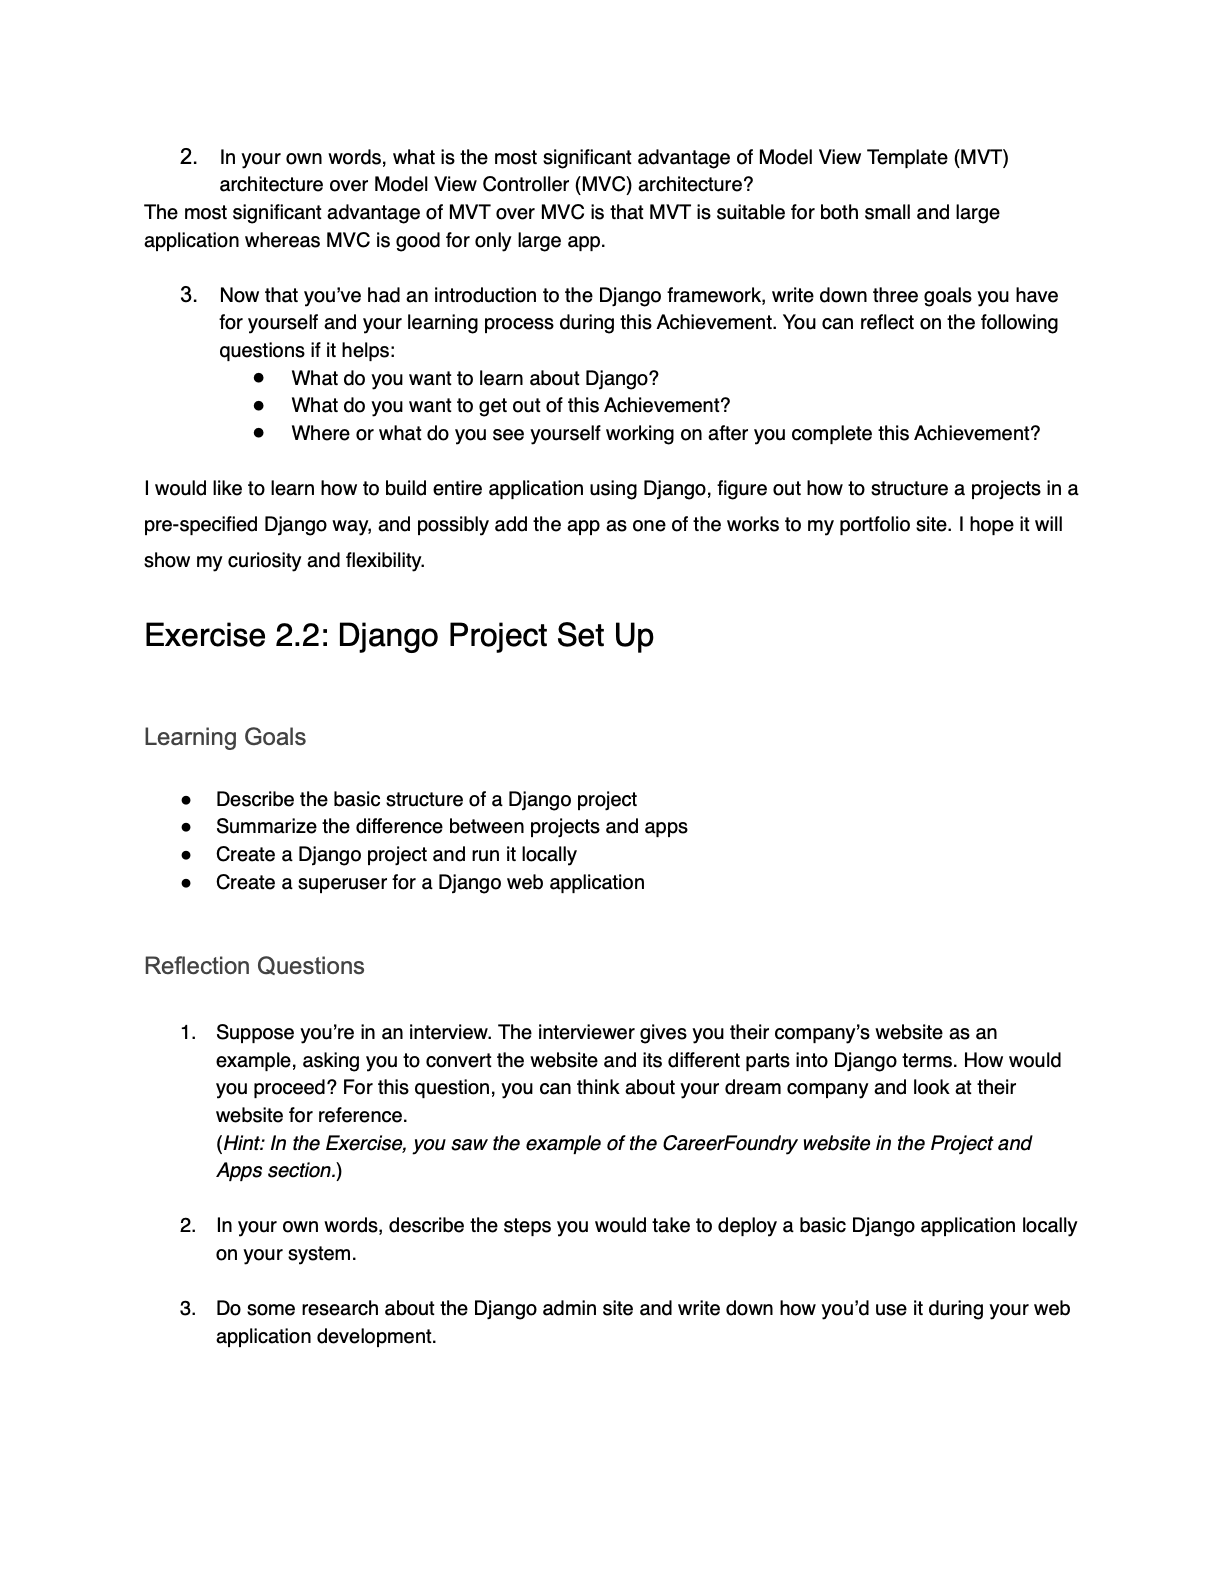 2. In your own words, what is the most significant advantage of Model View Template (MVT)
architecture over Model View Controller (MVC) architecture?
The most significant advantage of MVT over MVC is that MVT is suitable for both small and large
application whereas MVC is good for only large app.
3. Now that you’ve had an introduction to the Django framework, write down three goals you have
for yourself and your learning process during this Achievement. You can reflect on the following
questions if it helps:
● What do you want to learn about Django?
● What do you want to get out of this Achievement?
● Where or what do you see yourself working on after you complete this Achievement?
I would like to learn how to build entire application using Django, figure out how to structure a projects in a
pre-specified Django way, and possibly add the app as one of the works to my portfolio site. I hope it will
show my curiosity and flexibility.
Exercise 2.2: Django Project Set Up
Learning Goals
● Describe the basic structure of a Django project
● Summarize the difference between projects and apps
● Create a Django project and run it locally
● Create a superuser for a Django web application
Reflection Questions
1. Suppose you’re in an interview. The interviewer gives you their company’s website as an
example, asking you to convert the website and its different parts into Django terms. How would
you proceed? For this question, you can think about your dream company and look at their
website for reference.
(Hint: In the Exercise, you saw the example of the CareerFoundry website in the Project and
Apps section.)
2. In your own words, describe the steps you would take to deploy a basic Django application locally
on your system.
3. Do some research about the Django admin site and write down how you’d use it during your web
application development.